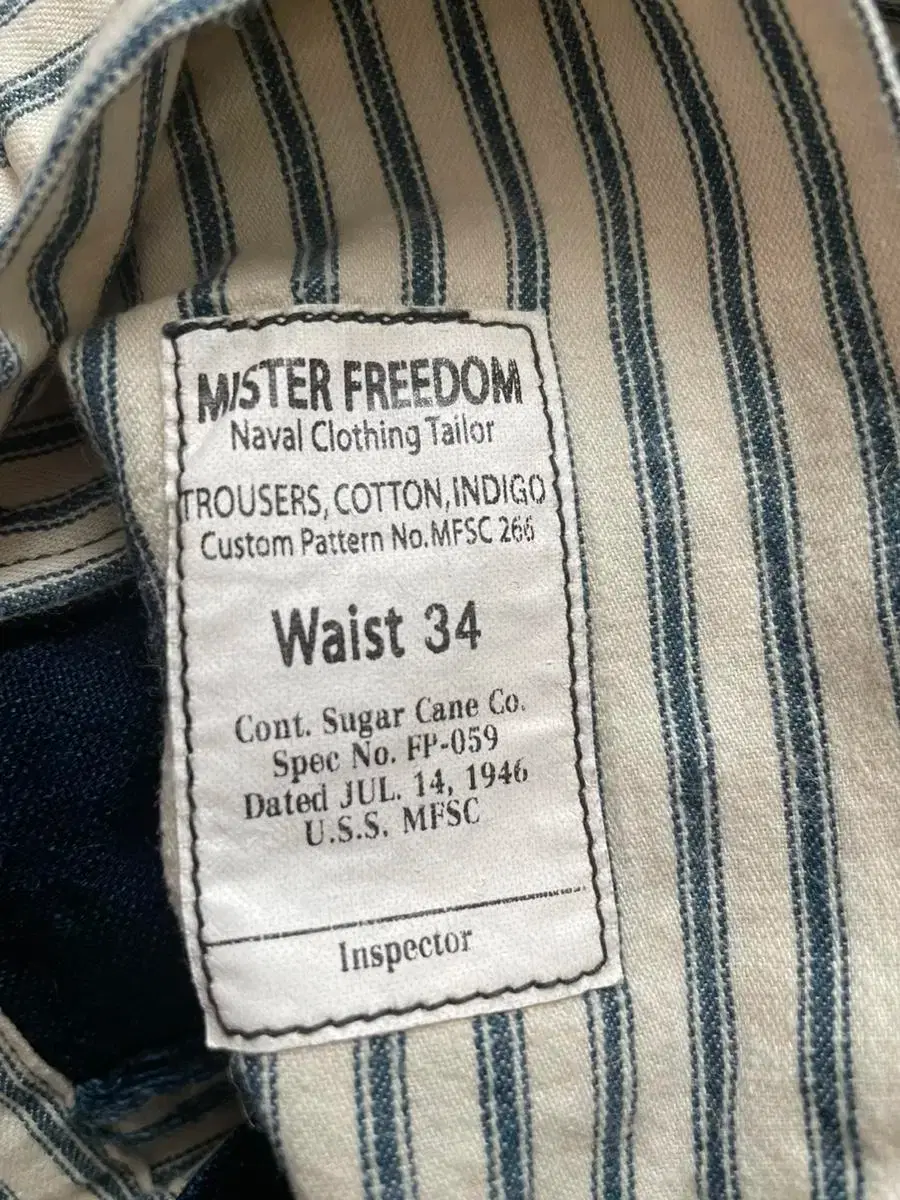 MISTER FREEDOM
Naval Clothing Tailor
TROUSERS, COTTON, INDIGO
Custom Pattern No. MFSC 266
Waist 34
Cont. Sugar Cane Co.
Spec No. FP-059
Dated JUL. 14, 1946
U.S.S. MFSC
Inspector